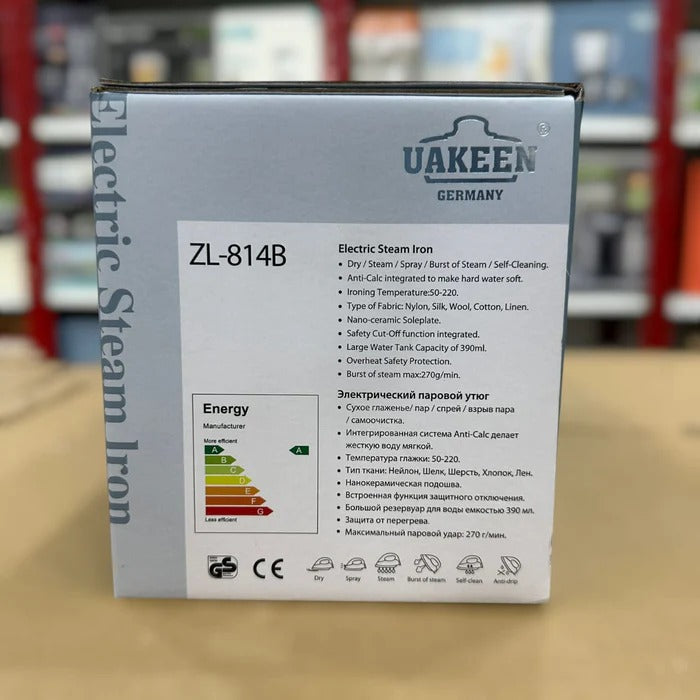 Electric Steam Iron
UAKEEN ®
GERMANY
ZL-814B
Electric Steam Iron
• Dry / Steam / Spray / Burst of Steam / Self-Cleaning.
• Anti-Calc integrated to make hard water soft.
• Ironing Temperature:50-220.
• Type of Fabric: Nylon, Silk, Wool, Cotton, Linen.
• Nano-ceramic Soleplate.
• Safety Cut-Off function integrated.
• Large Water Tank Capacity of 390ml.
• Overheat Safety Protection.
• Burst of steam max:270g/min.
Электрический паровой утюг
• Сухое глаженье/ пар / спрей / взрыв пара
/ самоочистка.
• Интегрированная система Anti-Calc делает
жесткую воду мягкой.
• Температура глажки: 50-220.
• Тип ткани: Нейлон, Шелк, Шерсть, Хлопок, Лен.
• Нанокерамическая подошва.
• Встроенная функция защитного отключения.
• Большой резервуар для воды емкостью 390 мл.
• Защита от перегрева.
• Максимальный паровой удар: 270 г/мин.
Energy
Manufacturer
More efficient
A A
B
C
D
E
F
G
Less efficient
GS CE
Dry Spray Steam Burst of steam Self-clean Anti-drip